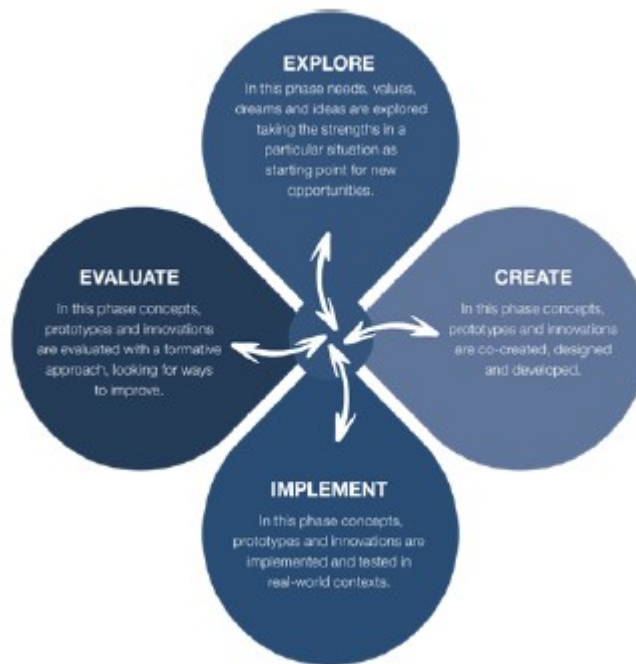 EXPLORE
In this phase needs, values,
dreams and ideas are explored
taking the strengths in a
particular situation as
starting point for new
opportunities.
EVALUATE
In this phase concepts,
prototypes and innovations
are evaluated with a formative
approach, looking for ways
to improve.
CREATE
In this phase concepts,
prototypes and innovations
are co-created, designed
and developed.
IMPLEMENT
In this phase concepts,
prototypes and innovations are
implemented and tested in
real-world contexts.